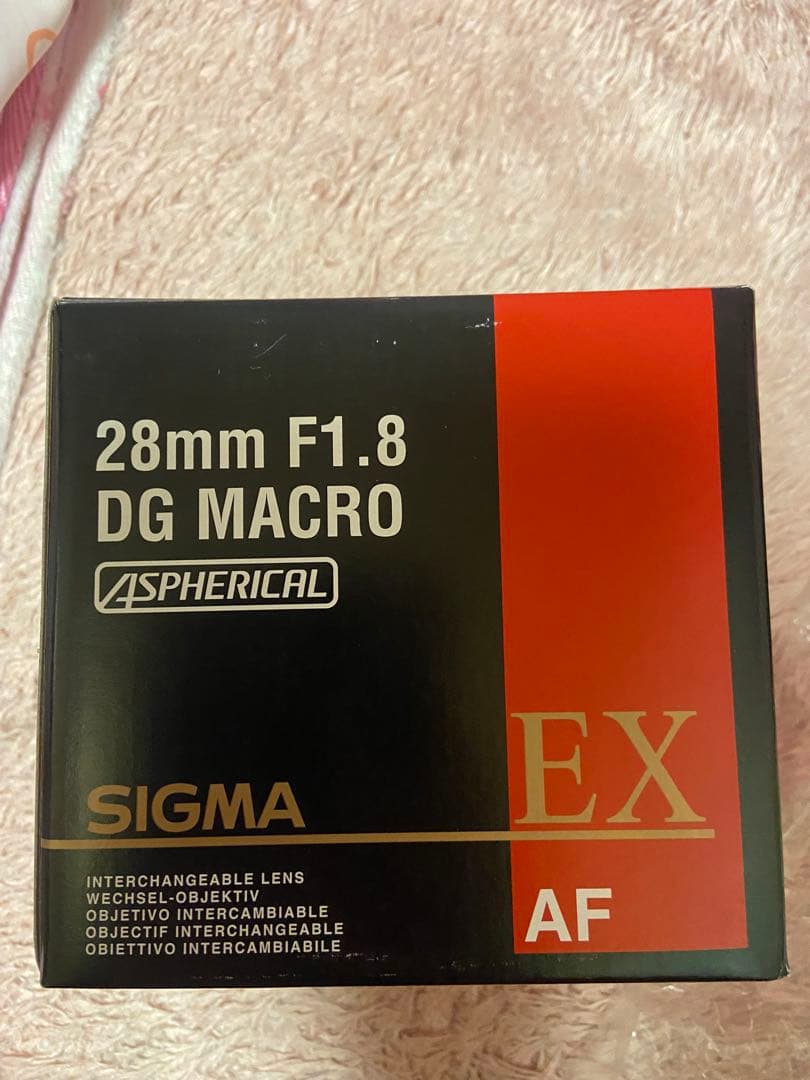 28mm F1.8
DG MACRO
ASPHERICAL
EX
SIGMA
INTERCHANGEABLE LENS
WECHSEL-OBJEKTIV
OBJETIVO INTERCAMBIABLE
OBJECTIF INTERCHANGEABLE
OBIETTIVO INTERCAMBIABILE
AF